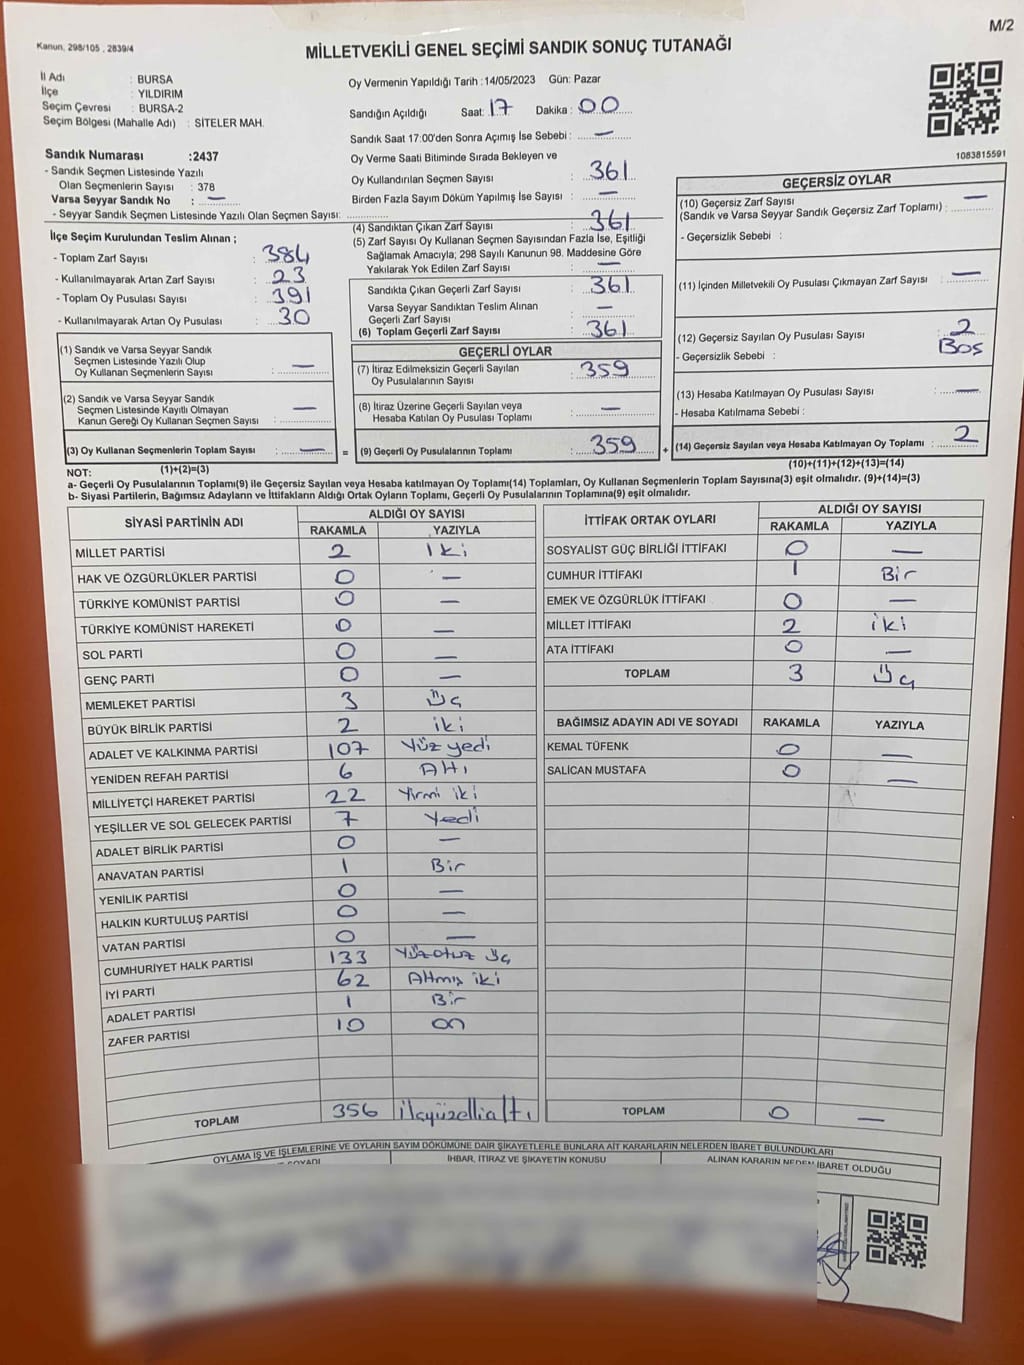 M/2
Kanun, 298/105 , 2839/4
MİLLETVEKİLİ GENEL SEÇİMİ SANDIK SONUÇ TUTANAĞI
İl Adı : BURSA
İlçe : YILDIRIM
Seçim Çevresi : BURSA-2
Seçim Bölgesi (Mahalle Adı) : SİTELER MAH.
Sandık Numarası :2437
- Sandık Seçmen Listesinde Yazılı
Olan Seçmenlerin Sayısı : 378
Varsa Seyyar Sandık No : —
- Seyyar Sandık Seçmen Listesinde Yazılı Olan Seçmen Sayısı:
Oy Vermenin Yapıldığı Tarih :14/05/2023 Gün: Pazar
Sandığın Açıldığı Saat: 17 Dakika : 00
Sandık Saat 17:00'den Sonra Açımış İse Sebebi : —
Oy Verme Saati Bitiminde Sırada Bekleyen ve
Oy Kullandırılan Seçmen Sayısı : 361
Birden Fazla Sayım Döküm Yapılmış İse Sayısı : —
1083815591
İlçe Seçim Kurulundan Teslim Alınan ;
- Toplam Zarf Sayısı : 384
- Kullanılmayarak Artan Zarf Sayısı : 23
- Toplam Oy Pusulası Sayısı : 391
- Kullanılmayarak Artan Oy Pusulası : 30
(4) Sandıktan Çıkan Zarf Sayısı : 361
(5) Zarf Sayısı Oy Kullanan Seçmen Sayısından Fazla İse, Eşitliği
Sağlamak Amacıyla; 298 Sayılı Kanunun 98. Maddesine Göre
Yakılarak Yok Edilen Zarf Sayısı : —
Sandıkta Çıkan Geçerli Zarf Sayısı : 361
Varsa Seyyar Sandıktan Teslim Alınan
Geçerli Zarf Sayısı : —
(6) Toplam Geçerli Zarf Sayısı : 361
GEÇERSİZ OYLAR
(10) Geçersiz Zarf Sayısı
(Sandık ve Varsa Seyyar Sandık Geçersiz Zarf Toplamı) : —
- Geçersizlik Sebebi :
(11) İçinden Milletvekili Oy Pusulası Çıkmayan Zarf Sayısı : —
(12) Geçersiz Sayılan Oy Pusulası Sayısı : 2
- Geçersizlik Sebebi : Boş
(13) Hesaba Katılmayan Oy Pusulası Sayısı : —
- Hesaba Katılmama Sebebi :
(14) Geçersiz Sayılan veya Hesaba Katılmayan Oy Toplamı : 2
(10)+(11)+(12)+(13)=(14)
(1) Sandık ve Varsa Seyyar Sandık
Seçmen Listesinde Yazılı Olup
Oy Kullanan Seçmenlerin Sayısı : —
(2) Sandık ve Varsa Seyyar Sandık
Seçmen Listesinde Kayıtlı Olmayan
Kanun Gereği Oy Kullanan Seçmen Sayısı : —
(3) Oy Kullanan Seçmenlerin Toplam Sayısı : — =
GEÇERLİ OYLAR
(7) İtiraz Edilmeksizin Geçerli Sayılan
Oy Pusulalarının Sayısı : 359
(8) İtiraz Üzerine Geçerli Sayılan veya
Hesaba Katılan Oy Pusulası Toplamı : —
(9) Geçerli Oy Pusulalarının Toplamı : 359 +
NOT: (1)+(2)=(3)
a- Geçerli Oy Pusulalarının Toplamı(9) ile Geçersiz Sayılan veya Hesaba katılmayan Oy Toplamı(14) Toplamları, Oy Kullanan Seçmenlerin Toplam Sayısına(3) eşit olmalıdır. (9)+(14)=(3)
b- Siyasi Partilerin, Bağımsız Adayların ve İttifakların Aldığı Ortak Oyların Toplamı, Geçerli Oy Pusulalarının Toplamına(9) eşit olmalıdır.
SİYASİ PARTİNİN ADI ALDIĞI OY SAYISI
RAKAMLA YAZIYLA
MİLLET PARTİSİ 2 İki
HAK VE ÖZGÜRLÜKLER PARTİSİ 0 —
TÜRKİYE KOMÜNİST PARTİSİ 0 —
TÜRKİYE KOMÜNİST HAREKETİ 0 —
SOL PARTİ 0 —
GENÇ PARTİ 0 —
MEMLEKET PARTİSİ 3 Üç
BÜYÜK BİRLİK PARTİSİ 2 iki
ADALET VE KALKINMA PARTİSİ 107 Yüz yedi
YENİDEN REFAH PARTİSİ 6 Altı
MİLLİYETÇİ HAREKET PARTİSİ 22 Yirmi iki
YEŞİLLER VE SOL GELECEK PARTİSİ 7 Yedi
ADALET BİRLİK PARTİSİ 0 —
ANAVATAN PARTİSİ 1 Bir
YENİLİK PARTİSİ 0 —
HALKIN KURTULUŞ PARTİSİ 0 —
VATAN PARTİSİ 0 —
CUMHURİYET HALK PARTİSİ 133 Yüzotuz Üç
İYİ PARTİ 62 Altmış iki
ADALET PARTİSİ 1 Bir
ZAFER PARTİSİ 10 on
TOPLAM 356 üçyüzellialtı
İTTİFAK ORTAK OYLARI ALDIĞI OY SAYISI
RAKAMLA YAZIYLA
SOSYALİST GÜÇ BİRLİĞİ İTTİFAKI 0 —
CUMHUR İTTİFAKI 1 Bir
EMEK VE ÖZGÜRLÜK İTTİFAKI 0 —
MİLLET İTTİFAKI 2 iki
ATA İTTİFAKI 0 —
TOPLAM 3 Üç
BAĞIMSIZ ADAYIN ADI VE SOYADI RAKAMLA YAZIYLA
KEMAL TÜFENK 0 —
SALİCAN MUSTAFA 0 —
TOPLAM 0 —
OYLAMA İŞ VE İŞLEMLERİNE VE OYLARIN SAYIM DÖKÜMÜNE DAİR ŞİKAYETLERLE BUNLARA AİT KARARLARIN NELERDEN İBARET BULUNDUKLARI
İHBAR, İTİRAZ VE ŞİKAYETİN KONUSU ALINAN KARARIN NEDEN İBARET OLDUĞU